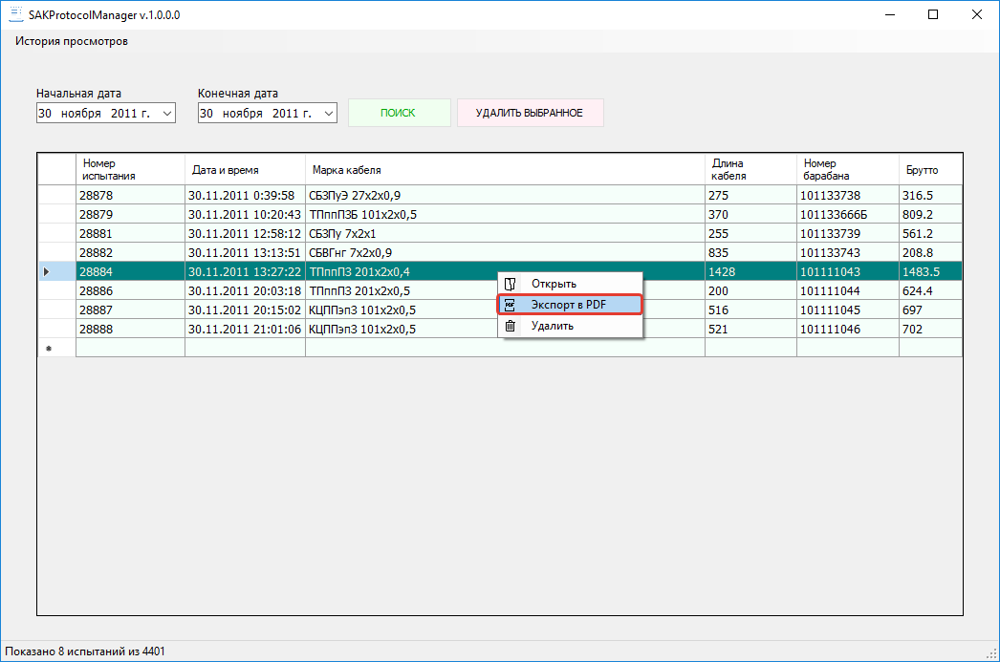 SAKProtocolManager v.1.0.0.0
История просмотров
Начальная дата Конечная дата
30 ноября 2011 г. 30 ноября 2011 г. ПОИСК УДАЛИТЬ ВЫБРАННОЕ
Номер испытания Дата и время Марка кабеля Длина кабеля Номер барабана Брутто
28878 30.11.2011 0:39:58 СБЗПуЭ 27х2х0,9 275 101133738 316.5
28879 30.11.2011 10:20:43 ТПппПЗБ 101х2х0,5 370 101133666Б 809.2
28881 30.11.2011 12:58:12 СБЗПу 7х2х1 255 101133739 561.2
28882 30.11.2011 13:13:51 СБВГнг 7х2х0,9 835 101133743 208.8
28884 30.11.2011 13:27:22 ТПппПЗ 201х2х0,4 1428 101111043 1483.5
28886 30.11.2011 20:03:18 ТПппПЗ 201х2х0,5 200 101111044 624.4
28887 30.11.2011 20:15:02 КЦППэпЗ 101х2х0,5 516 101111045 697
28888 30.11.2011 21:01:06 КЦППэпЗ 101х2х0,5 521 101111046 702
Открыть
PDF Экспорт в PDF
Удалить
Показано 8 испытаний из 4401